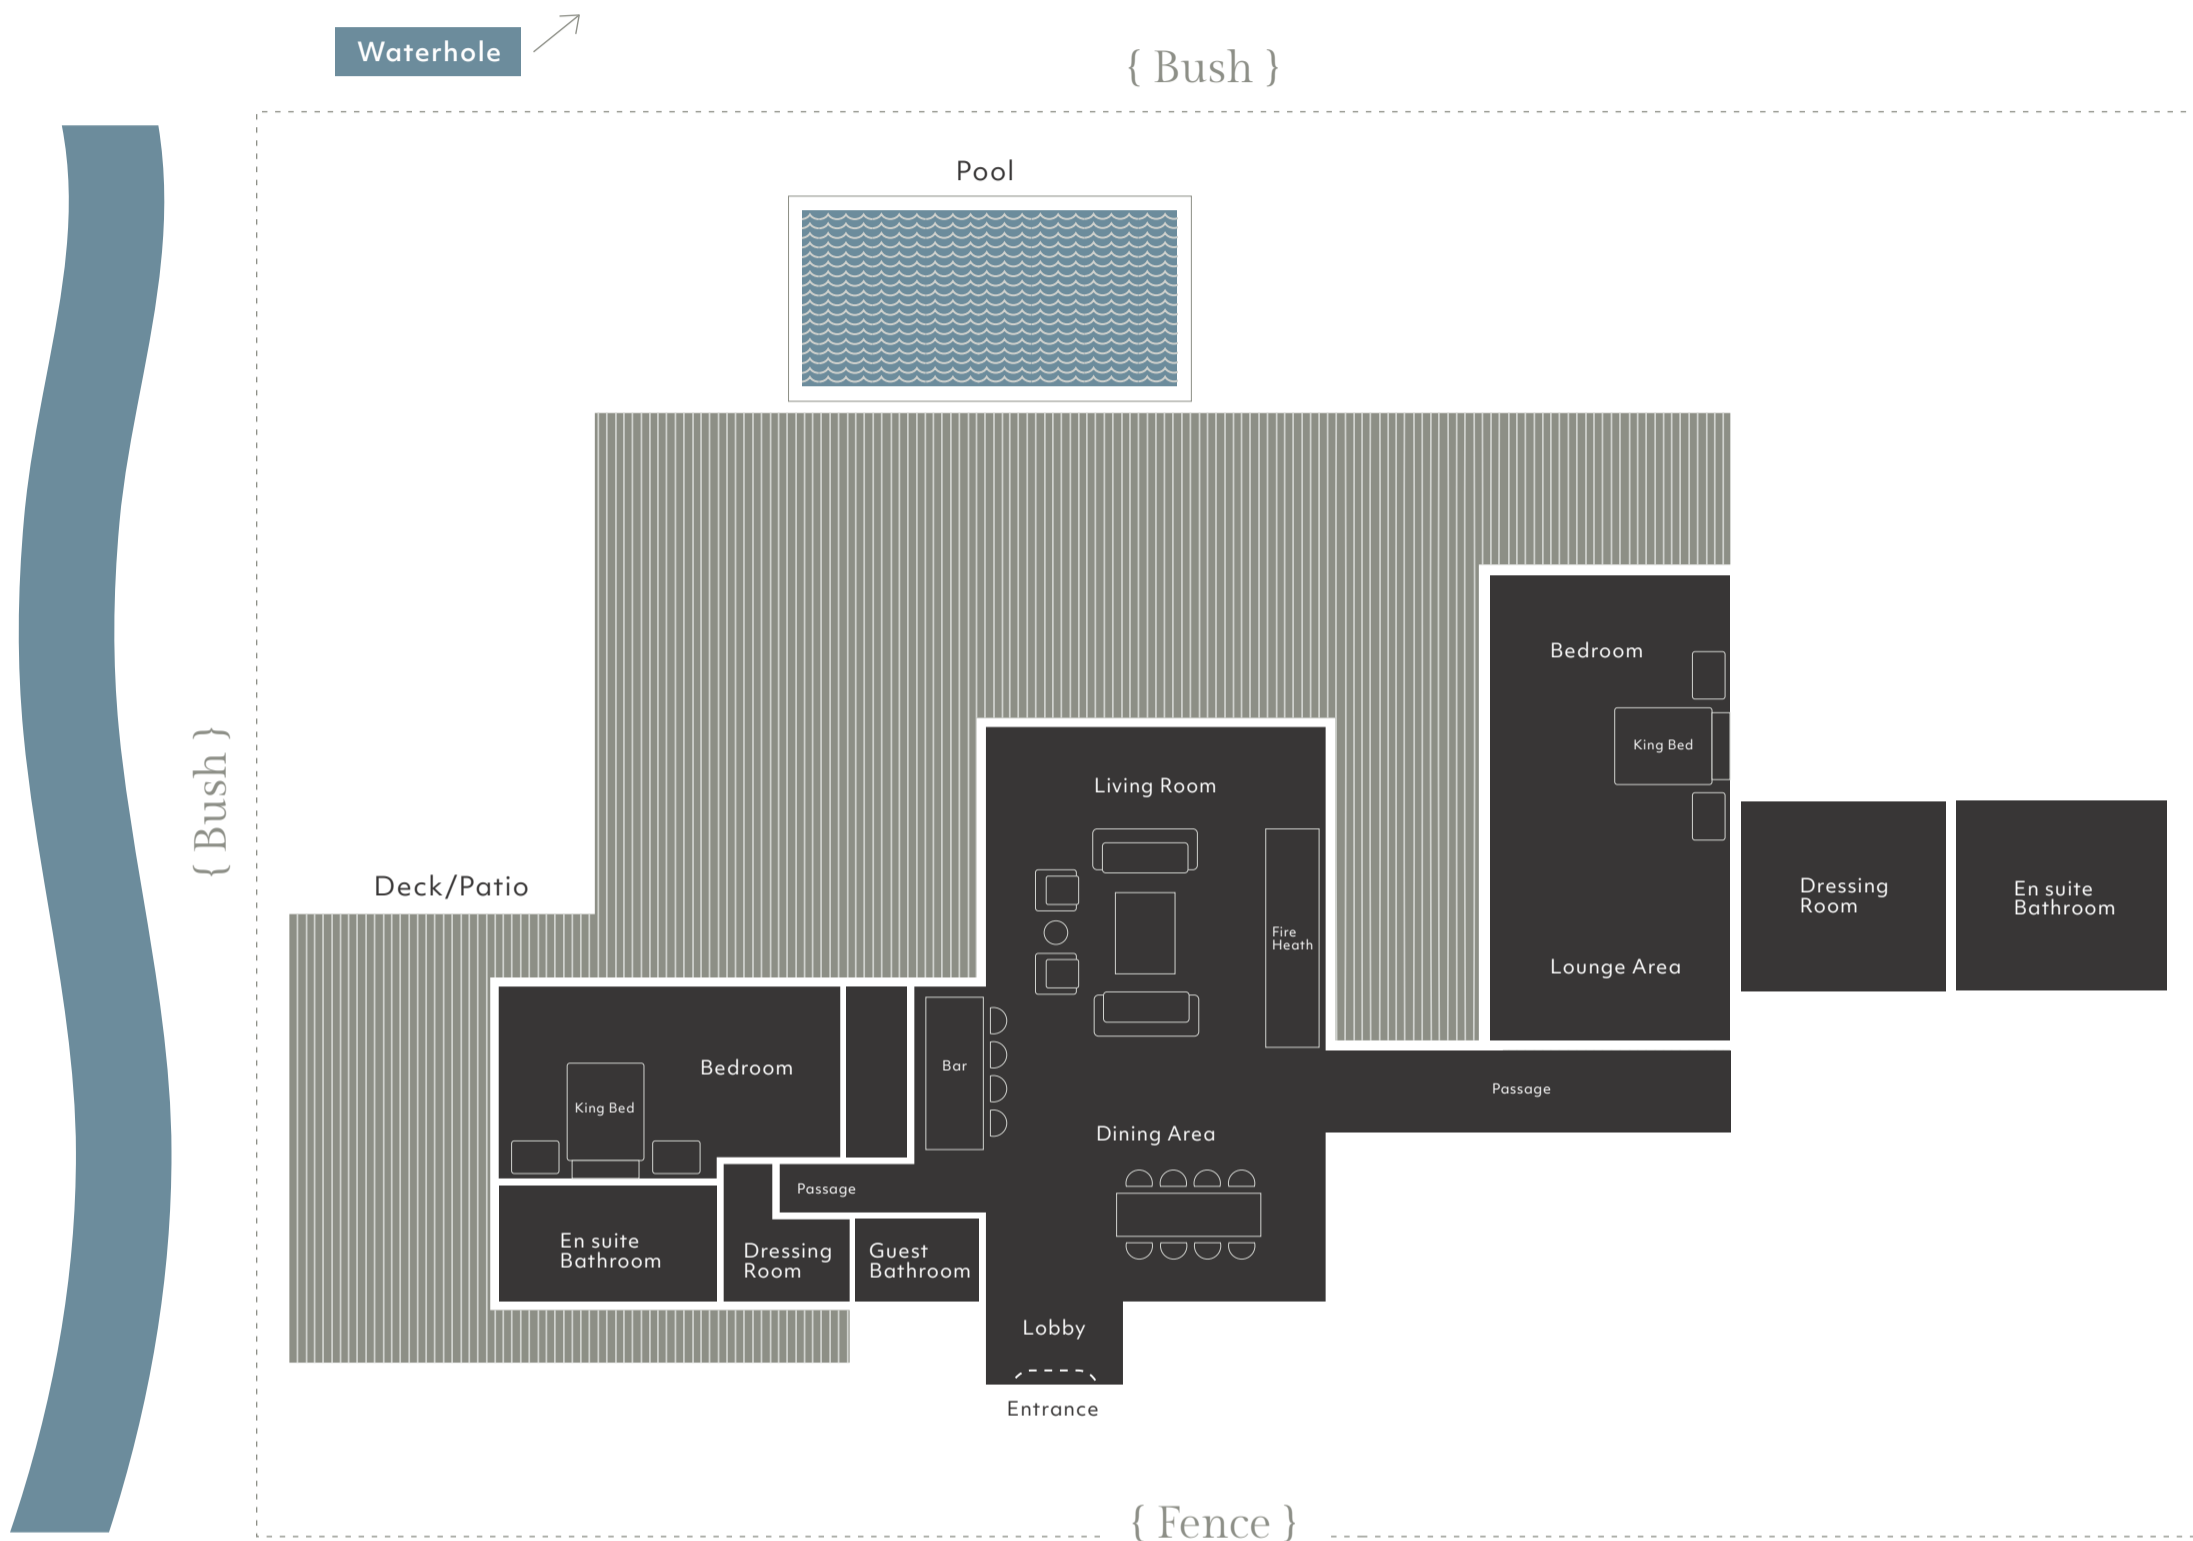 Waterhole
{ Bush }
Pool
{ Bush }
Deck/Patio
Bedroom
King Bed
Lounge Area
Dressing
Room
En suite
Bathroom
Living Room
Fire
Heath
Bar
Dining Area
Passage
Bedroom
King Bed
Passage
En suite
Bathroom
Dressing
Room
Guest
Bathroom
Lobby
Entrance
{ Fence }